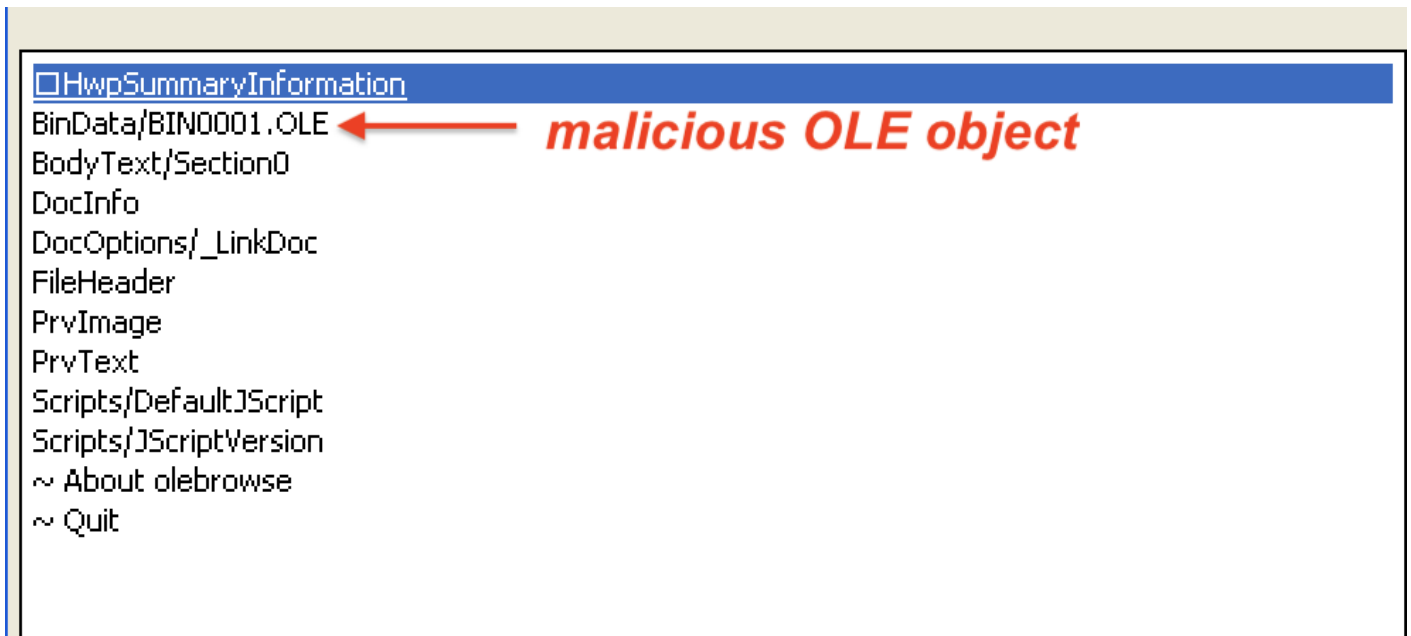 □HwpSummaryInformation
BinData/BIN0001.OLE malicious OLE object
BodyText/Section0
DocInfo
DocOptions/_LinkDoc
FileHeader
PrvImage
PrvText
Scripts/DefaultJScript
Scripts/JScriptVersion
~ About olebrowse
~ Quit